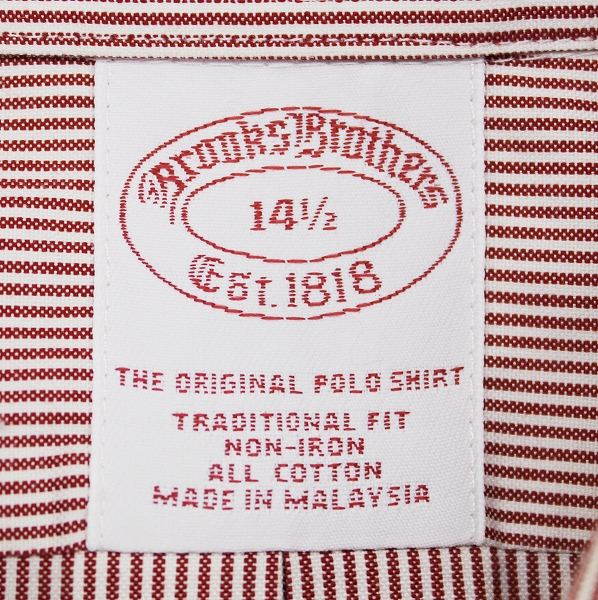 Brooks Brothers
14½
Est. 1818
THE ORIGINAL POLO SHIRT
TRADITIONAL FIT
NON-IRON
ALL COTTON
MADE IN MALAYSIA